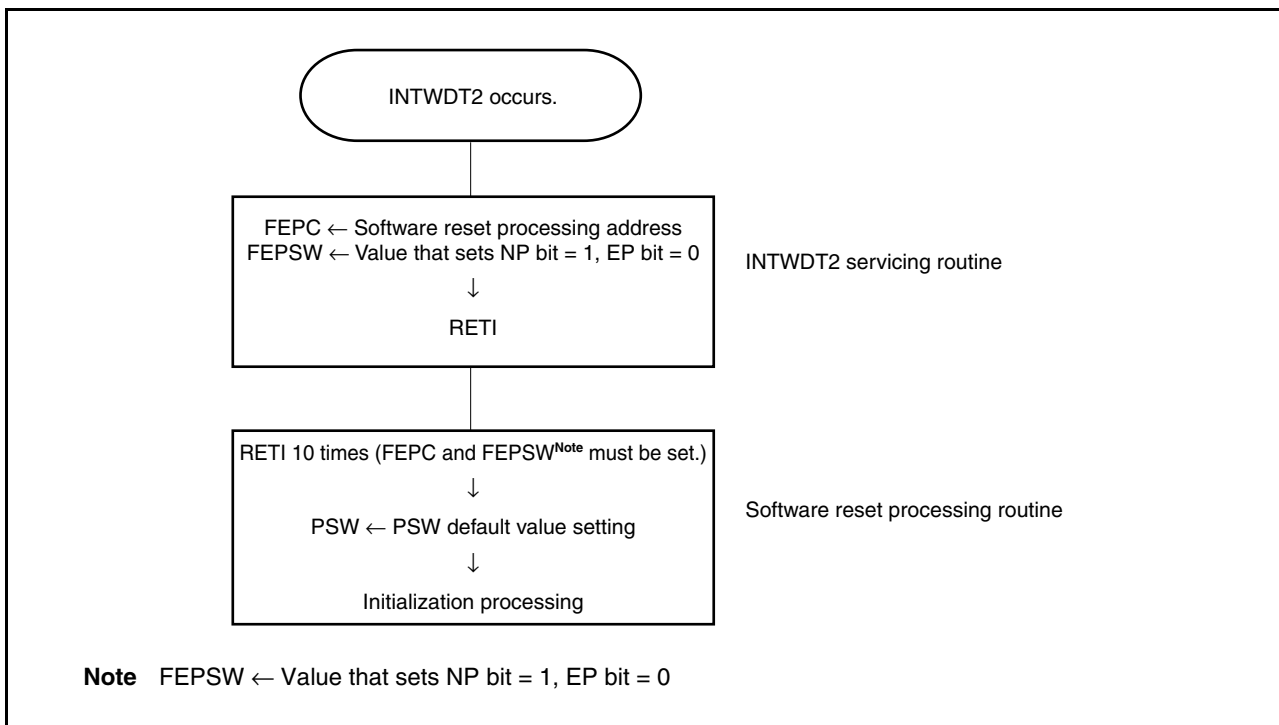 INTWDT2 occurs.
FEPC ← Software reset processing address
FEPSW ← Value that sets NP bit = 1, EP bit = 0
↓
RETI
INTWDT2 servicing routine
RETI 10 times (FEPC and FEPSWNote must be set.)
↓
PSW ← PSW default value setting
↓
Initialization processing
Software reset processing routine
Note FEPSW ← Value that sets NP bit = 1, EP bit = 0